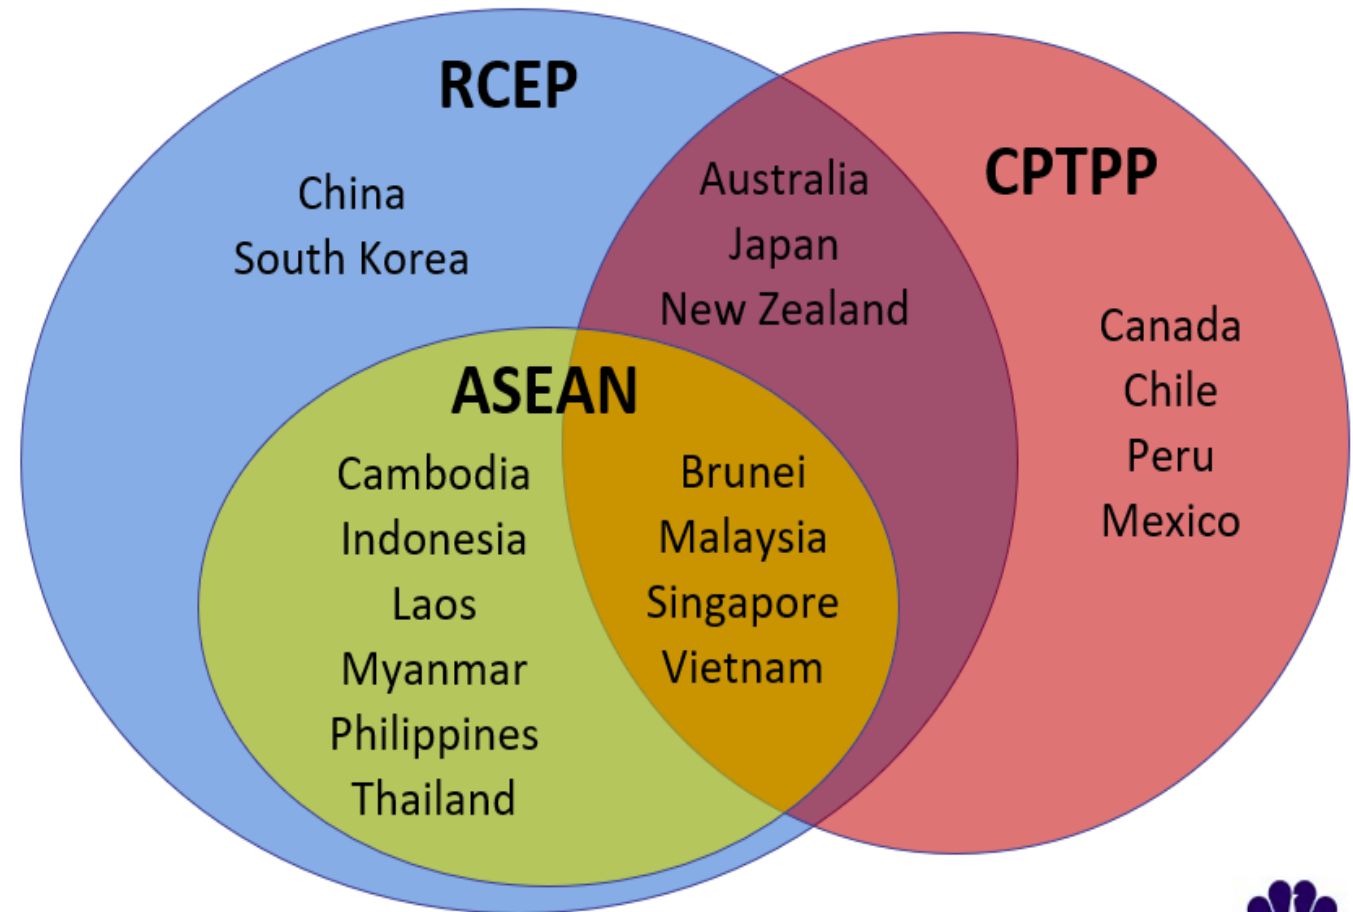 RCEP
China
South Korea
Australia
Japan
New Zealand
CPTPP
Canada
Chile
Peru
Mexico
ASEAN
Cambodia
Indonesia
Laos
Myanmar
Philippines
Thailand
Brunei
Malaysia
Singapore
Vietnam